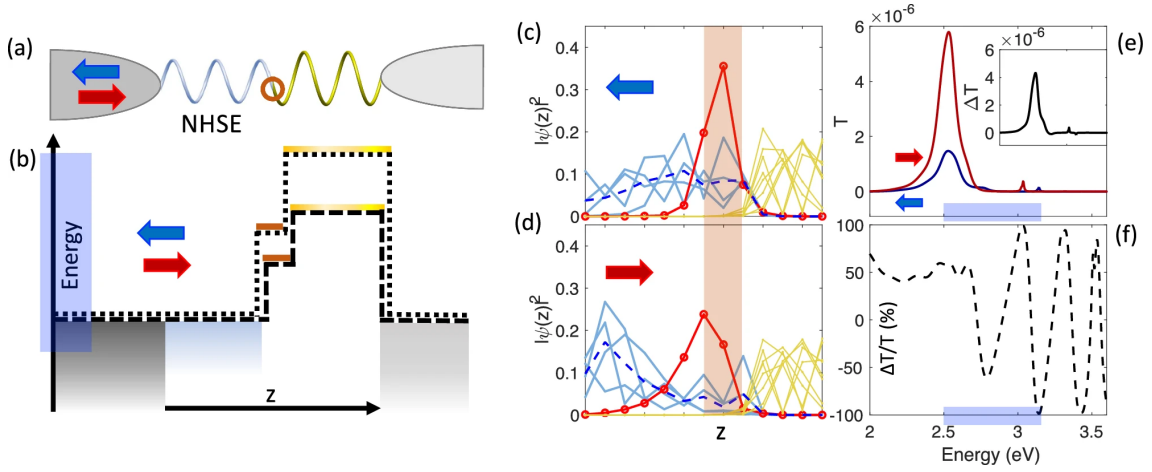 (a)
NHSE
(b)
Energy
z
(c)
0.4
0.3
0.2
0.1
0
|ψ(z)|²
(d)
0.4
0.3
0.2
0.1
0
|ψ(z)|²
z
(e)
×10⁻⁶
6
4
2
0
T
×10⁻⁶
6
4
2
0
ΔT
(f)
100
50
0
-50
-100
ΔT/T (%)
2
2.5
3
3.5
Energy (eV)